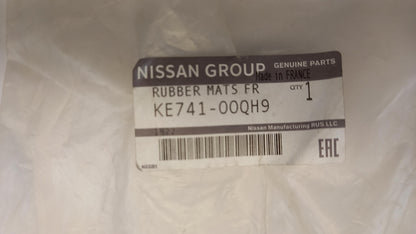 NISSAN GROUP GENUINE PARTS
Made in FRANCE
RUBBER MATS FR QTY 1
KE741-00QH9
Nissan Manufacturing RUS LLC
EAC